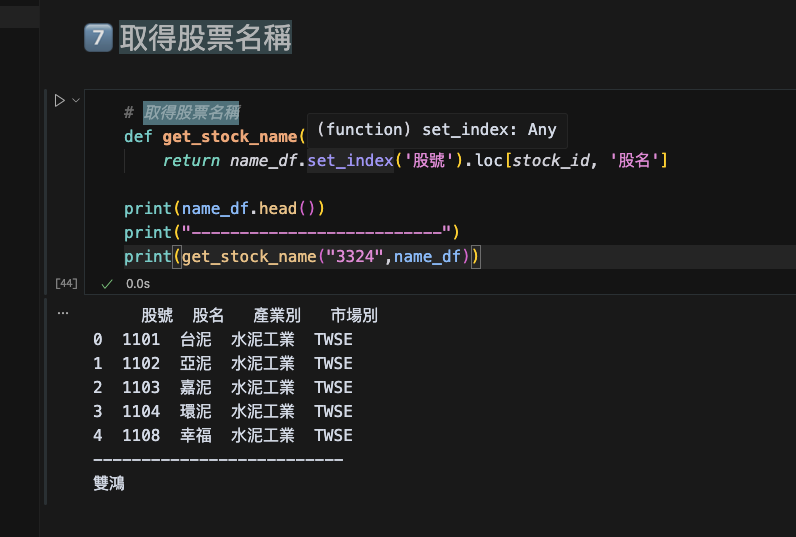 7 取得股票名稱
# 取得股票名稱
def get_stock_name(
(function) set_index: Any
return name_df.set_index('股號').loc[stock_id, '股名']
print(name_df.head())
print("--------------------------")
print(get_stock_name("3324",name_df))
[44]
0.0s
...
股號 股名 產業別 市場別
0 1101 台泥 水泥工業 TWSE
1 1102 亞泥 水泥工業 TWSE
2 1103 嘉泥 水泥工業 TWSE
3 1104 環泥 水泥工業 TWSE
4 1108 幸福 水泥工業 TWSE
--------------------------
雙鴻